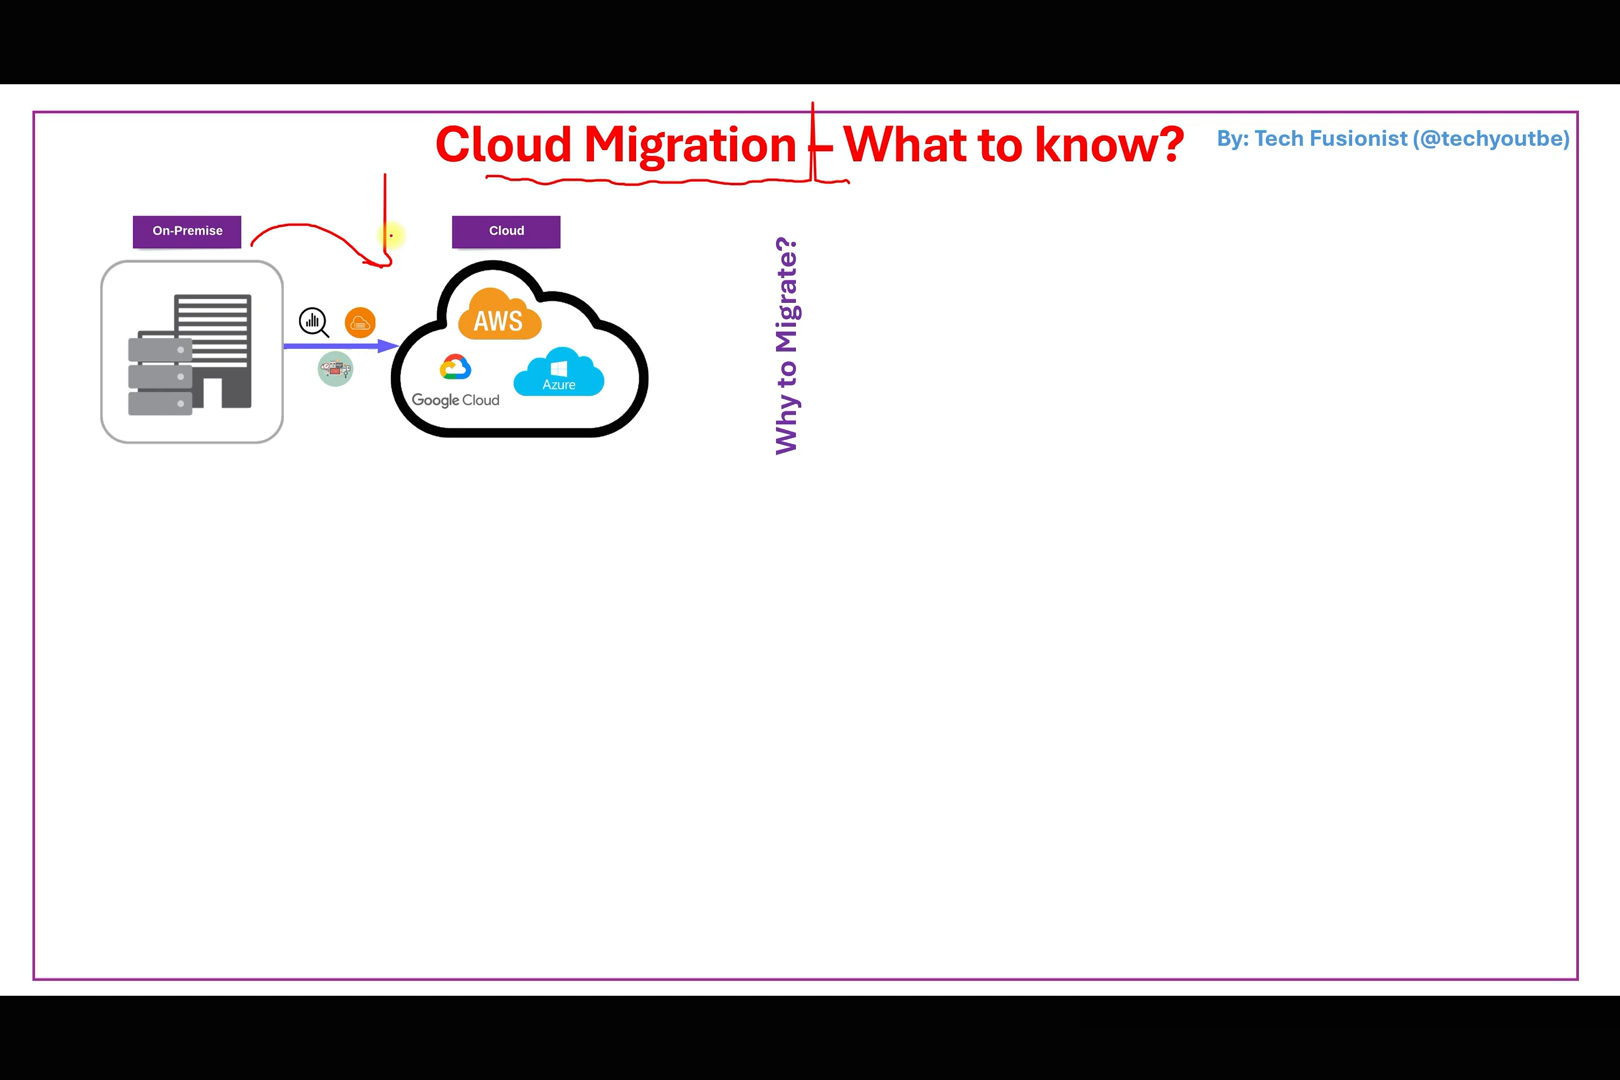 Cloud Migration – What to know?
By: Tech Fusionist (@techyoutbe)
On-Premise
Cloud
AWS
Google Cloud
Azure
Why to Migrate?